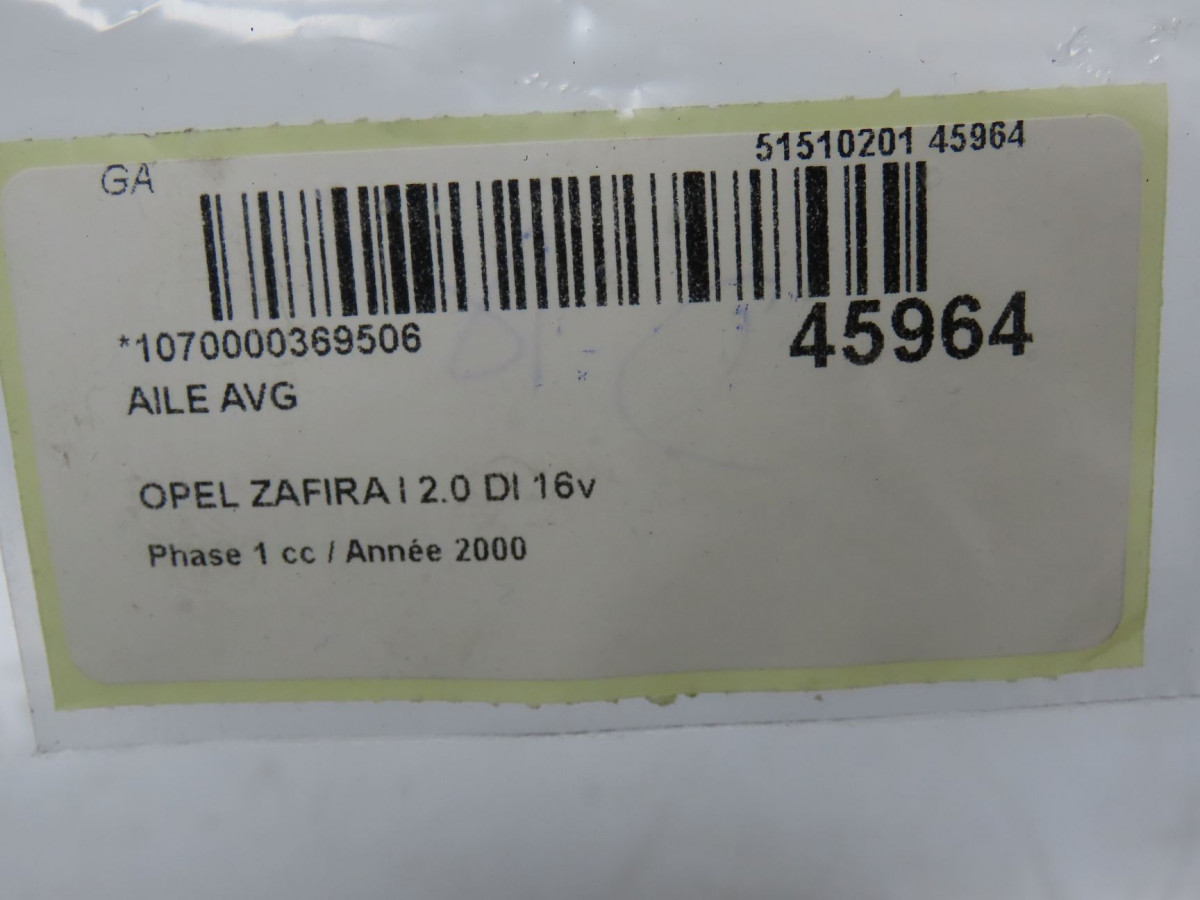 GA
51510201 45964
*1070000369506
45964
AILE AVG
OPEL ZAFIRA I 2.0 DI 16v
Phase 1 cc / Année 2000